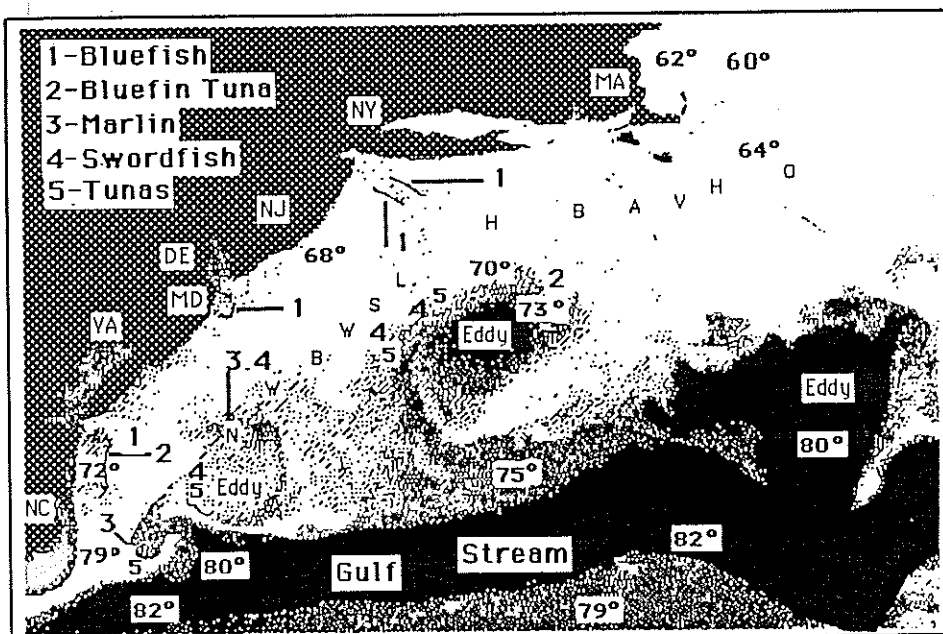 1-Bluefish
2-Bluefin Tuna
3-Marlin
4-Swordfish
5-Tunas
MA
62° 60°
NY
64°
1
H O
NJ
H B A V
1
DE
68°
70° 2
L
MD
1
5
S 4
73°
VA
W 4
Eddy
5
3 4 B
W
Eddy
N
1
2
80°
72°
4
75°
5
Eddy
NC
3
79°
5
80°
Gulf Stream
82°
82°
79°